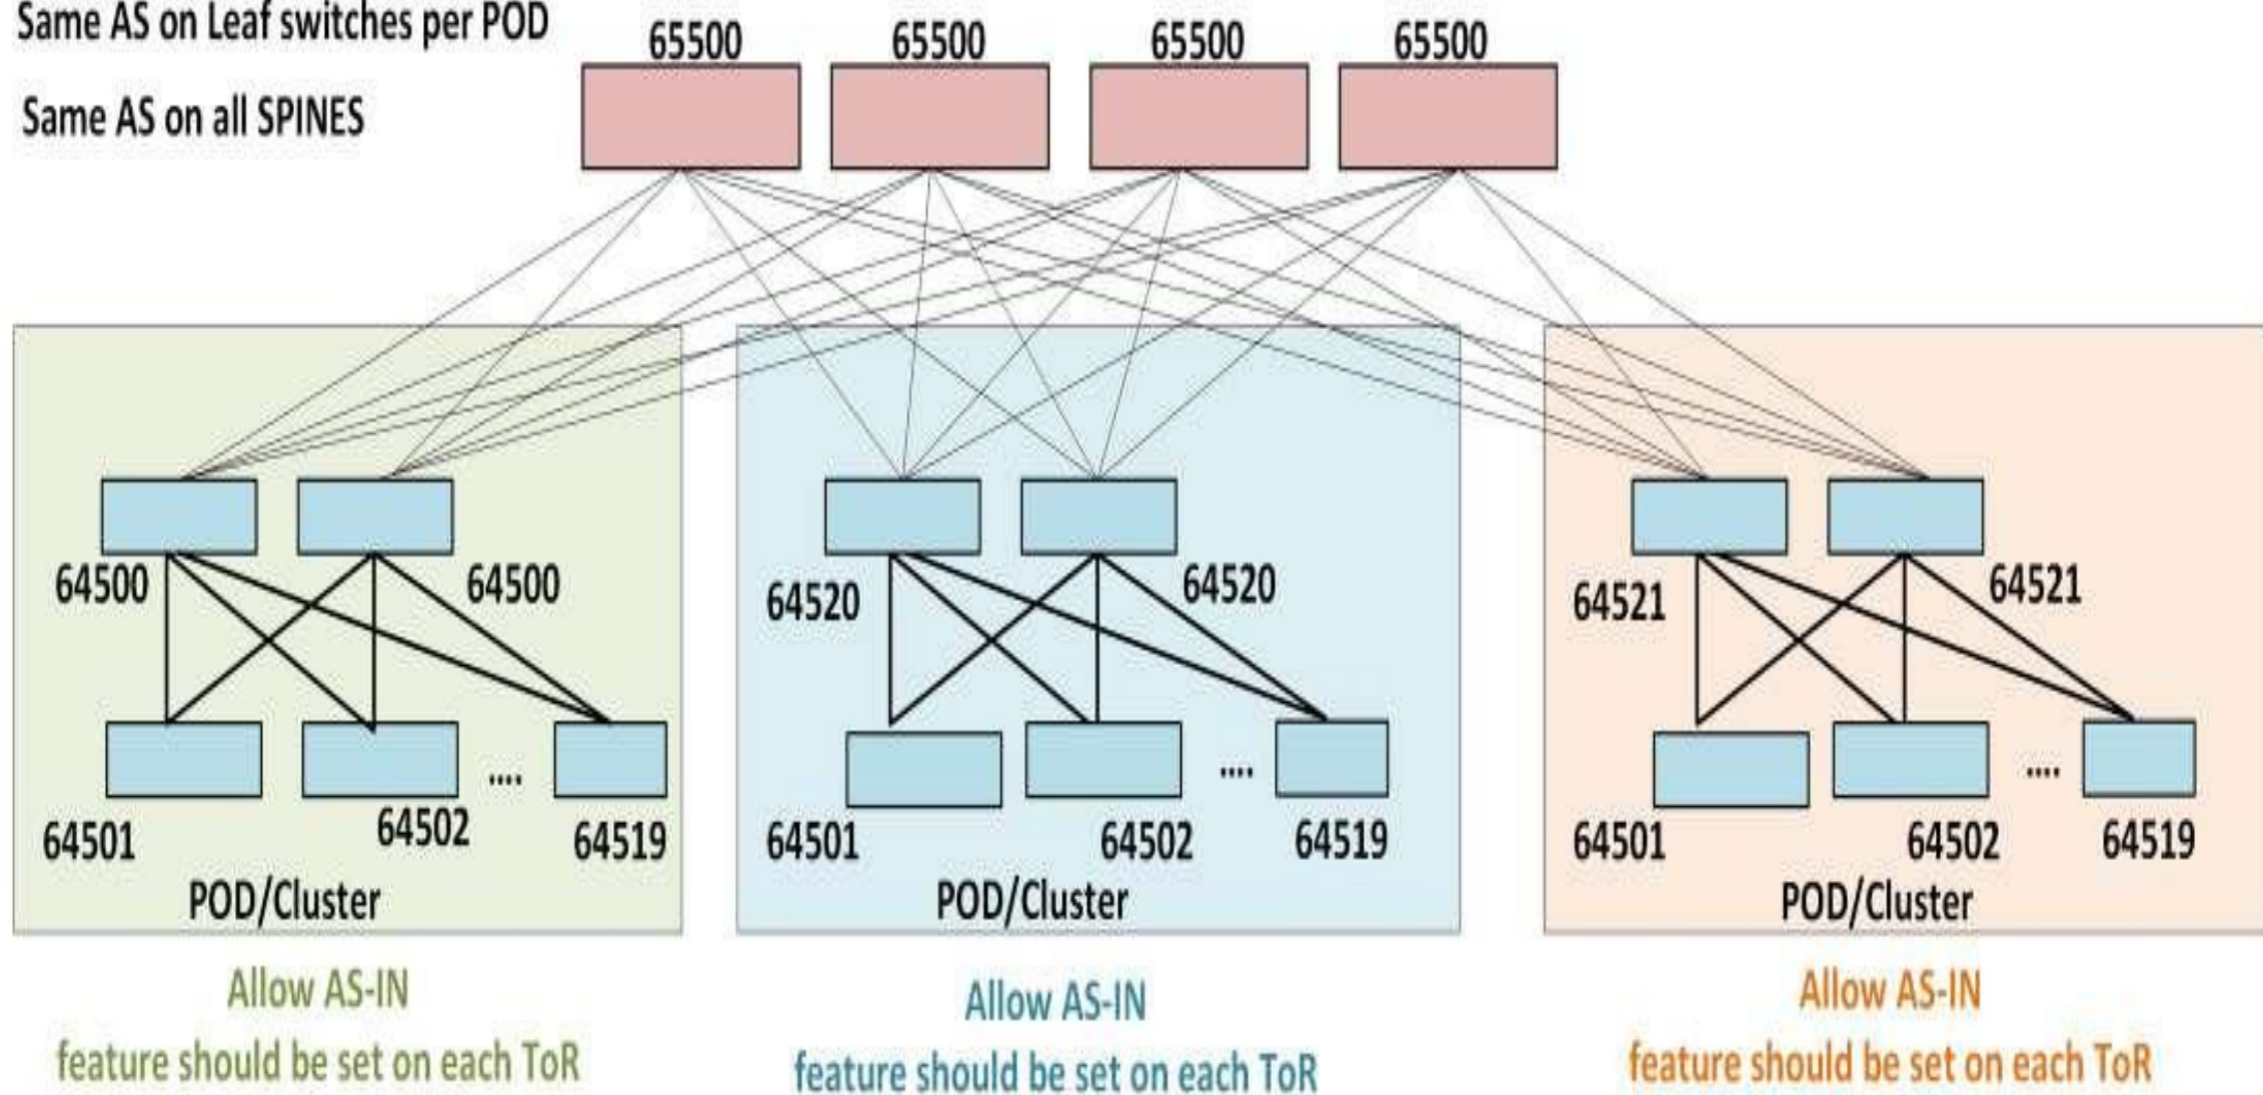 Same AS on Leaf switches per POD
Same AS on all SPINES
65500 65500 65500 65500
64500 64500 64520 64520 64521 64521
64501 64502 .... 64519 64501 64502 .... 64519 64501 64502 .... 64519
POD/Cluster POD/Cluster POD/Cluster
Allow AS-IN
feature should be set on each ToR
Allow AS-IN
feature should be set on each ToR
Allow AS-IN
feature should be set on each ToR